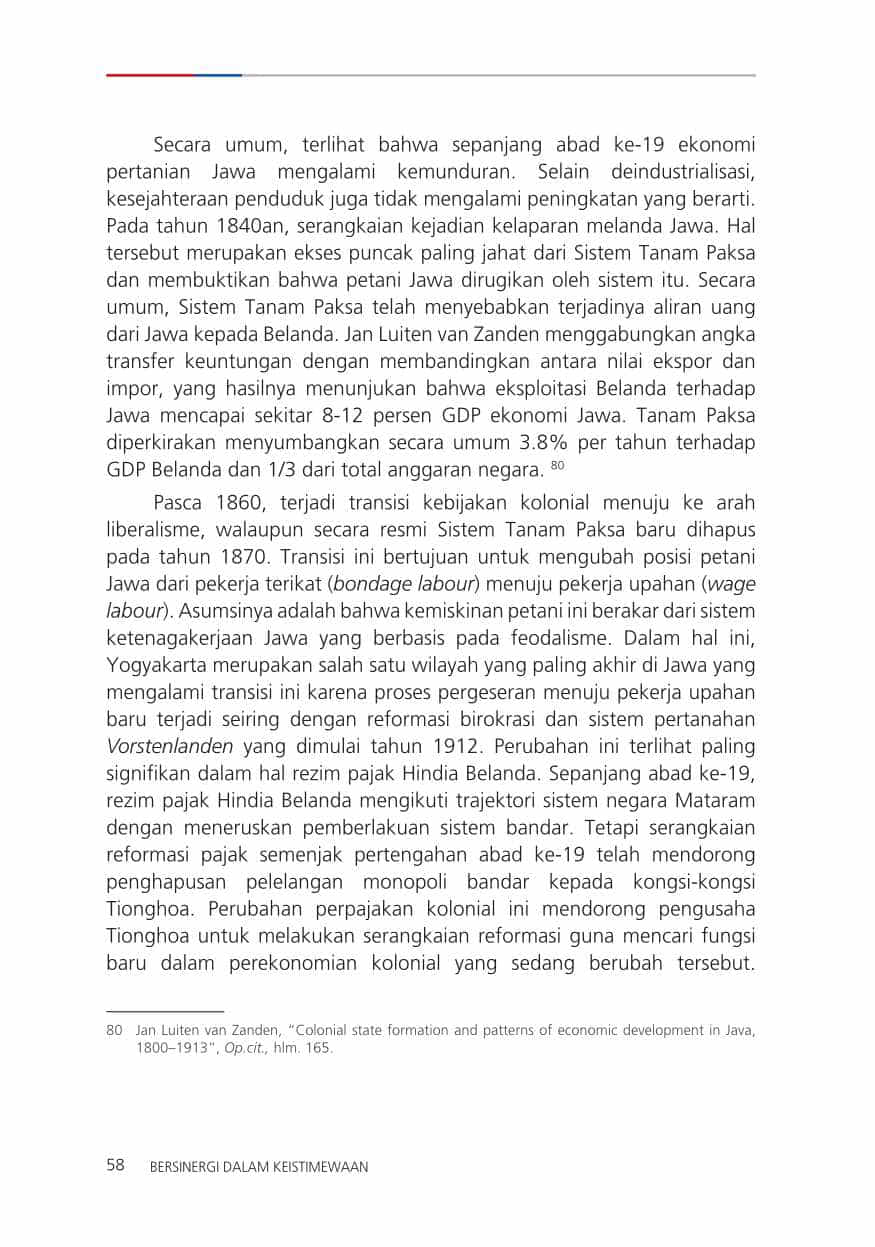 Secara umum, terlihat bahwa sepanjang abad ke-19 ekonomi
pertanian Jawa mengalami kemunduran. Selain deindustrialisasi,
kesejahteraan penduduk juga tidak mengalami peningkatan yang berarti.
Pada tahun 1840an, serangkaian kejadian kelaparan melanda Jawa. Hal
tersebut merupakan ekses puncak paling jahat dari Sistem Tanam Paksa
dan membuktikan bahwa petani Jawa dirugikan oleh sistem itu. Secara
umum, Sistem Tanam Paksa telah menyebabkan terjadinya aliran uang
dari Jawa kepada Belanda. Jan Luiten van Zanden menggabungkan angka
transfer keuntungan dengan membandingkan antara nilai ekspor dan
impor, yang hasilnya menunjukan bahwa eksploitasi Belanda terhadap
Jawa mencapai sekitar 8-12 persen GDP ekonomi Jawa. Tanam Paksa
diperkirakan menyumbangkan secara umum 3.8% per tahun terhadap
GDP Belanda dan 1/3 dari total anggaran negara. 80
Pasca 1860, terjadi transisi kebijakan kolonial menuju ke arah
liberalisme, walaupun secara resmi Sistem Tanam Paksa baru dihapus
pada tahun 1870. Transisi ini bertujuan untuk mengubah posisi petani
Jawa dari pekerja terikat (bondage labour) menuju pekerja upahan (wage
labour). Asumsinya adalah bahwa kemiskinan petani ini berakar dari sistem
ketenagakerjaan Jawa yang berbasis pada feodalisme. Dalam hal ini,
Yogyakarta merupakan salah satu wilayah yang paling akhir di Jawa yang
mengalami transisi ini karena proses pergeseran menuju pekerja upahan
baru terjadi seiring dengan reformasi birokrasi dan sistem pertanahan
Vorstenlanden yang dimulai tahun 1912. Perubahan ini terlihat paling
signifikan dalam hal rezim pajak Hindia Belanda. Sepanjang abad ke-19,
rezim pajak Hindia Belanda mengikuti trajektori sistem negara Mataram
dengan meneruskan pemberlakuan sistem bandar. Tetapi serangkaian
reformasi pajak semenjak pertengahan abad ke-19 telah mendorong
penghapusan pelelangan monopoli bandar kepada kongsi-kongsi
Tionghoa. Perubahan perpajakan kolonial ini mendorong pengusaha
Tionghoa untuk melakukan serangkaian reformasi guna mencari fungsi
baru dalam perekonomian kolonial yang sedang berubah tersebut.
80 Jan Luiten van Zanden, “Colonial state formation and patterns of economic development in Java,
1800–1913”, Op.cit., hlm. 165.
58 BERSINERGI DALAM KEISTIMEWAAN